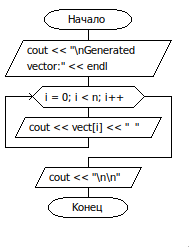 Начало
cout << "\nGenerated
vector:" << endl
i = 0; i < n; i++
cout << vect[i] << "  "
cout << "\n\n"
Конец